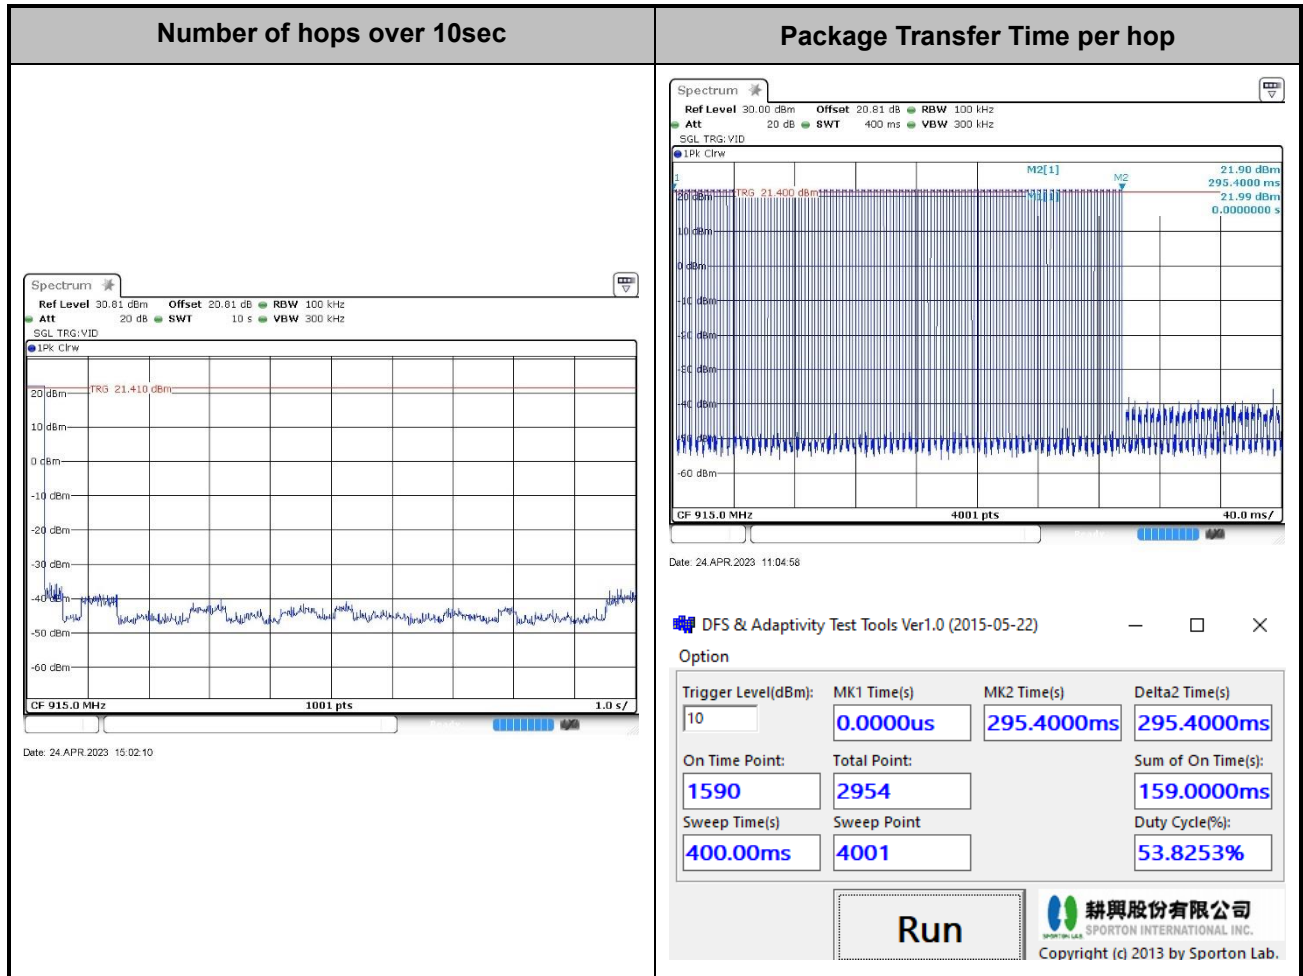 Number of hops over 10sec
Package Transfer Time per hop
Spectrum
Ref Level 30.81 dBm Offset 20.81 dB RBW 100 kHz
Att 20 dB SWT 10 s VBW 300 kHz
SGL TRG:VID
1Pk Clrw
TRG 21.410 dBm
20 dBm
10 dBm
0 dBm
-10 dBm
-20 dBm
-30 dBm
-40 dBm
-50 dBm
-60 dBm
CF 915.0 MHz 1001 pts 1.0 s/
Date: 24.APR.2023 15:02:10
Spectrum
Ref Level 30.00 dBm Offset 20.81 dB RBW 100 kHz
Att 20 dB SWT 400 ms VBW 300 kHz
SGL TRG:VID
1Pk Clrw
M2[1] 21.90 dBm
295.4000 ms
M1[1] 21.99 dBm
0.0000000 s
1
M2
TRG 21.400 dBm
20 dBm
10 dBm
0 dBm
-10 dBm
-20 dBm
-30 dBm
-40 dBm
-50 dBm
-60 dBm
CF 915.0 MHz 4001 pts 40.0 ms/
Date: 24.APR.2023 11:04:58
DFS & Adaptivity Test Tools Ver1.0 (2015-05-22)
Option
Trigger Level(dBm): MK1 Time(s) MK2 Time(s) Delta2 Time(s)
10 0.0000us 295.4000ms 295.4000ms
On Time Point: Total Point: Sum of On Time(s):
1590 2954 159.0000ms
Sweep Time(s) Sweep Point Duty Cycle(%):
400.00ms 4001 53.8253%
Run
耕興股份有限公司
SPORTON LAB. SPORTON INTERNATIONAL INC.
Copyright (c) 2013 by Sporton Lab.